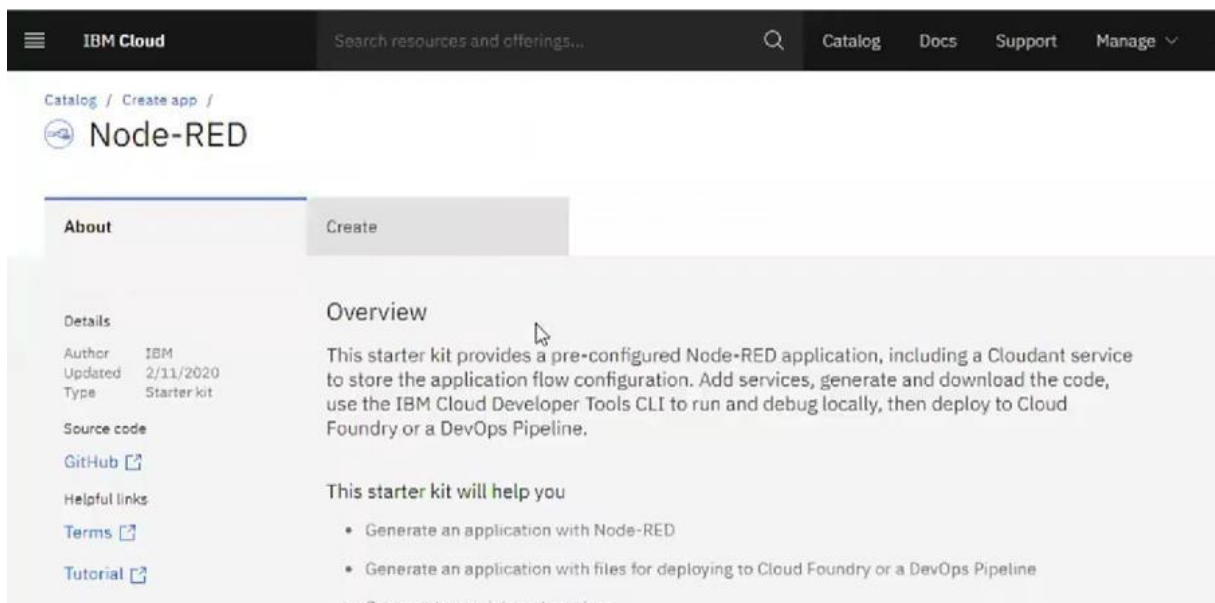 IBM Cloud
Search resources and offerings...
Catalog
Docs
Support
Manage
Catalog / Create app /
Node-RED
About
Create
Details
Author IBM
Updated 2/11/2020
Type Starter kit
Source code
GitHub
Helpful links
Terms
Tutorial
Overview
This starter kit provides a pre-configured Node-RED application, including a Cloudant service
to store the application flow configuration. Add services, generate and download the code,
use the IBM Cloud Developer Tools CLI to run and debug locally, then deploy to Cloud
Foundry or a DevOps Pipeline.
This starter kit will help you
• Generate an application with Node-RED
• Generate an application with files for deploying to Cloud Foundry or a DevOps Pipeline